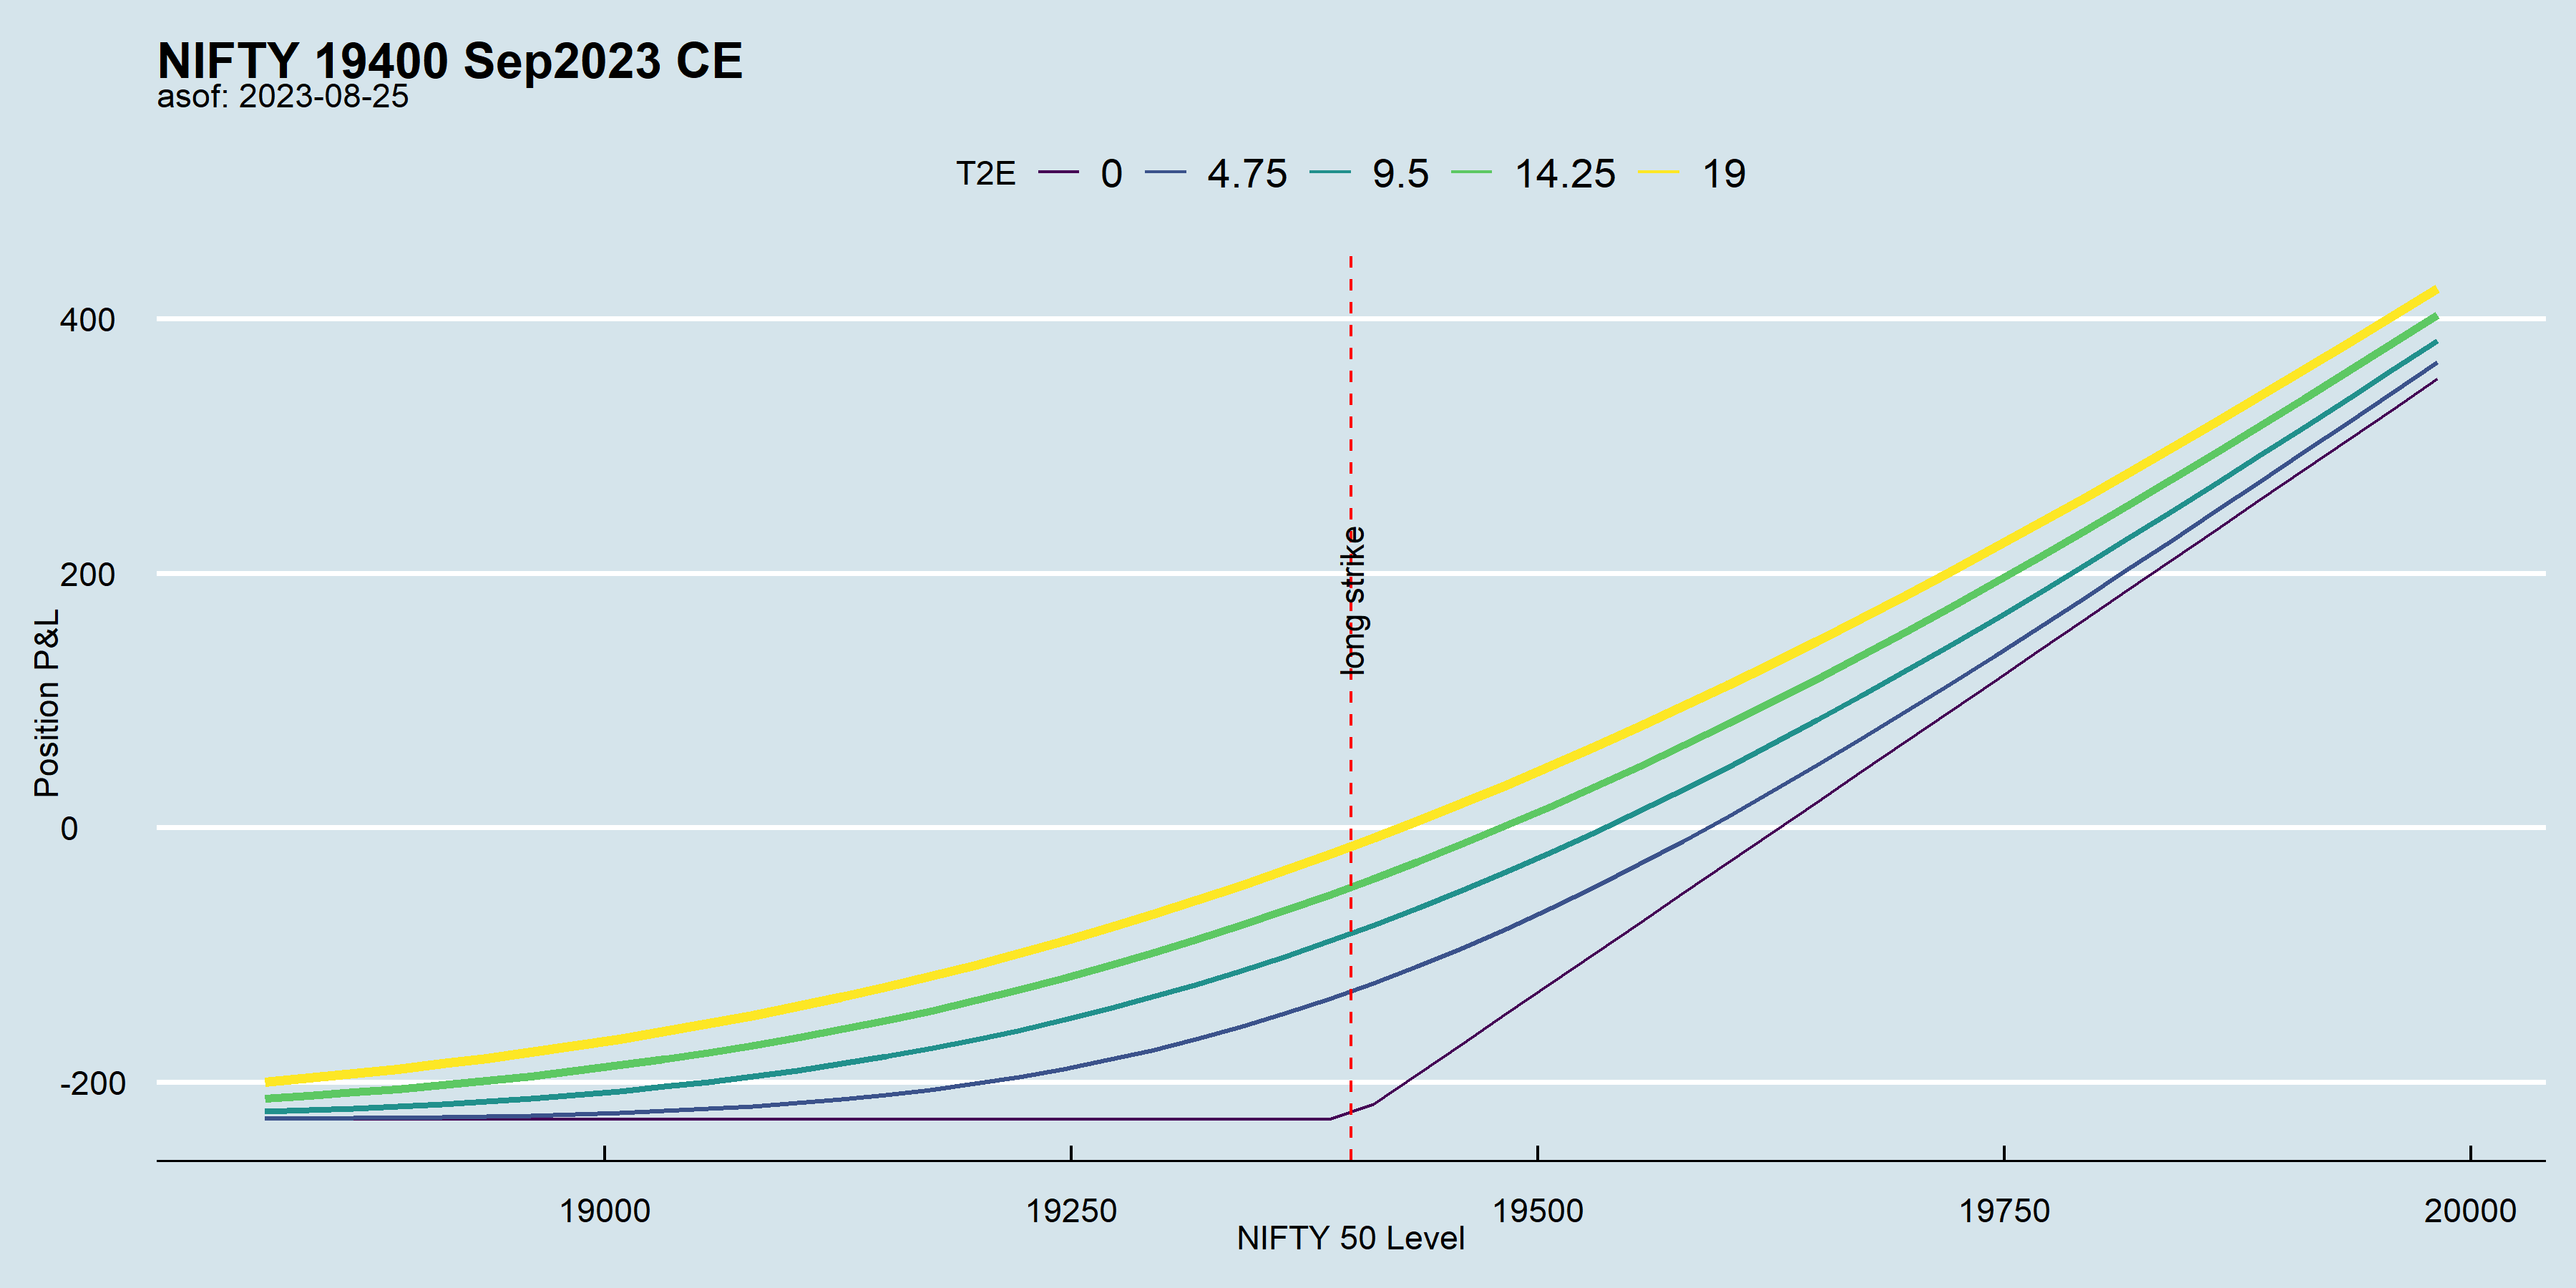 NIFTY 19400 Sep2023 CE
asof: 2023-08-25
T2E 0 4.75 9.5 14.25 19
400
200
0
-200
Position P&L
long strike
19000 19250 19500 19750 20000
NIFTY 50 Level